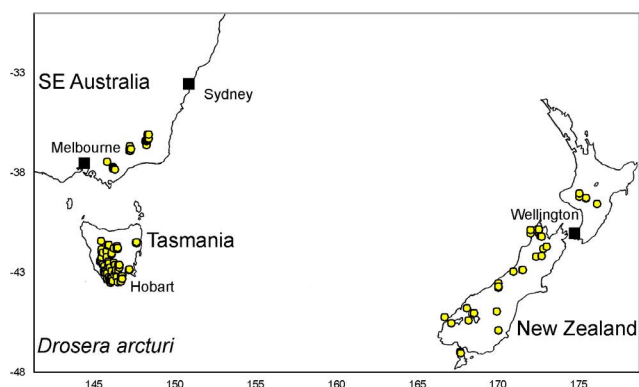 -33
SE Australia
Sydney
Melbourne
-38
Wellington
Tasmania
-43
Hobart
New Zealand
Drosera arcturi
-48
145 150 155 160 165 170 175